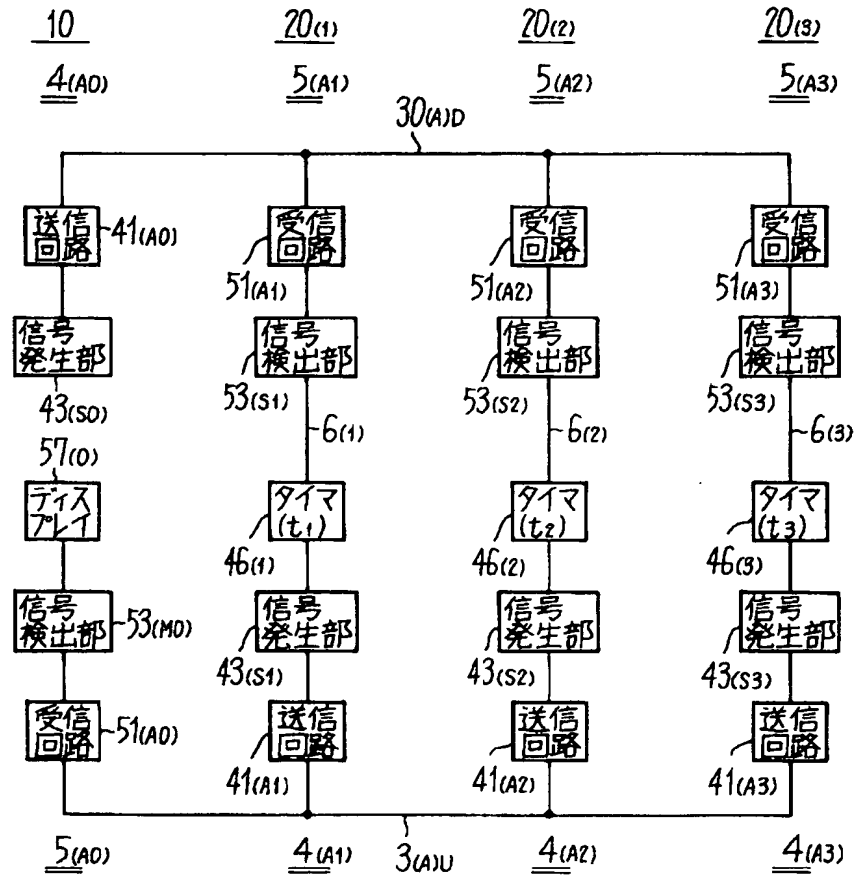 10 20(1) 20(2) 20(3)
4(A0) 5(A1) 5(A2) 5(A3)
30(A)D
送信
回路
41(A0)
受信
回路
51(A1)
受信
回路
51(A2)
受信
回路
51(A3)
信号
発生部
43(S0)
信号
検出部
53(S1)
信号
検出部
53(S2)
信号
検出部
53(S3)
6(1) 6(2) 6(3)
57(0)
ディス
プレイ
タイマ
(t1)
46(1)
タイマ
(t2)
46(2)
タイマ
(t3)
46(3)
信号
検出部
53(M0)
信号
発生部
43(S1)
信号
発生部
43(S2)
信号
発生部
43(S3)
受信
回路
51(A0)
送信
回路
41(A1)
送信
回路
41(A2)
送信
回路
41(A3)
5(A0) 4(A1) 3(A)U 4(A2) 4(A3)